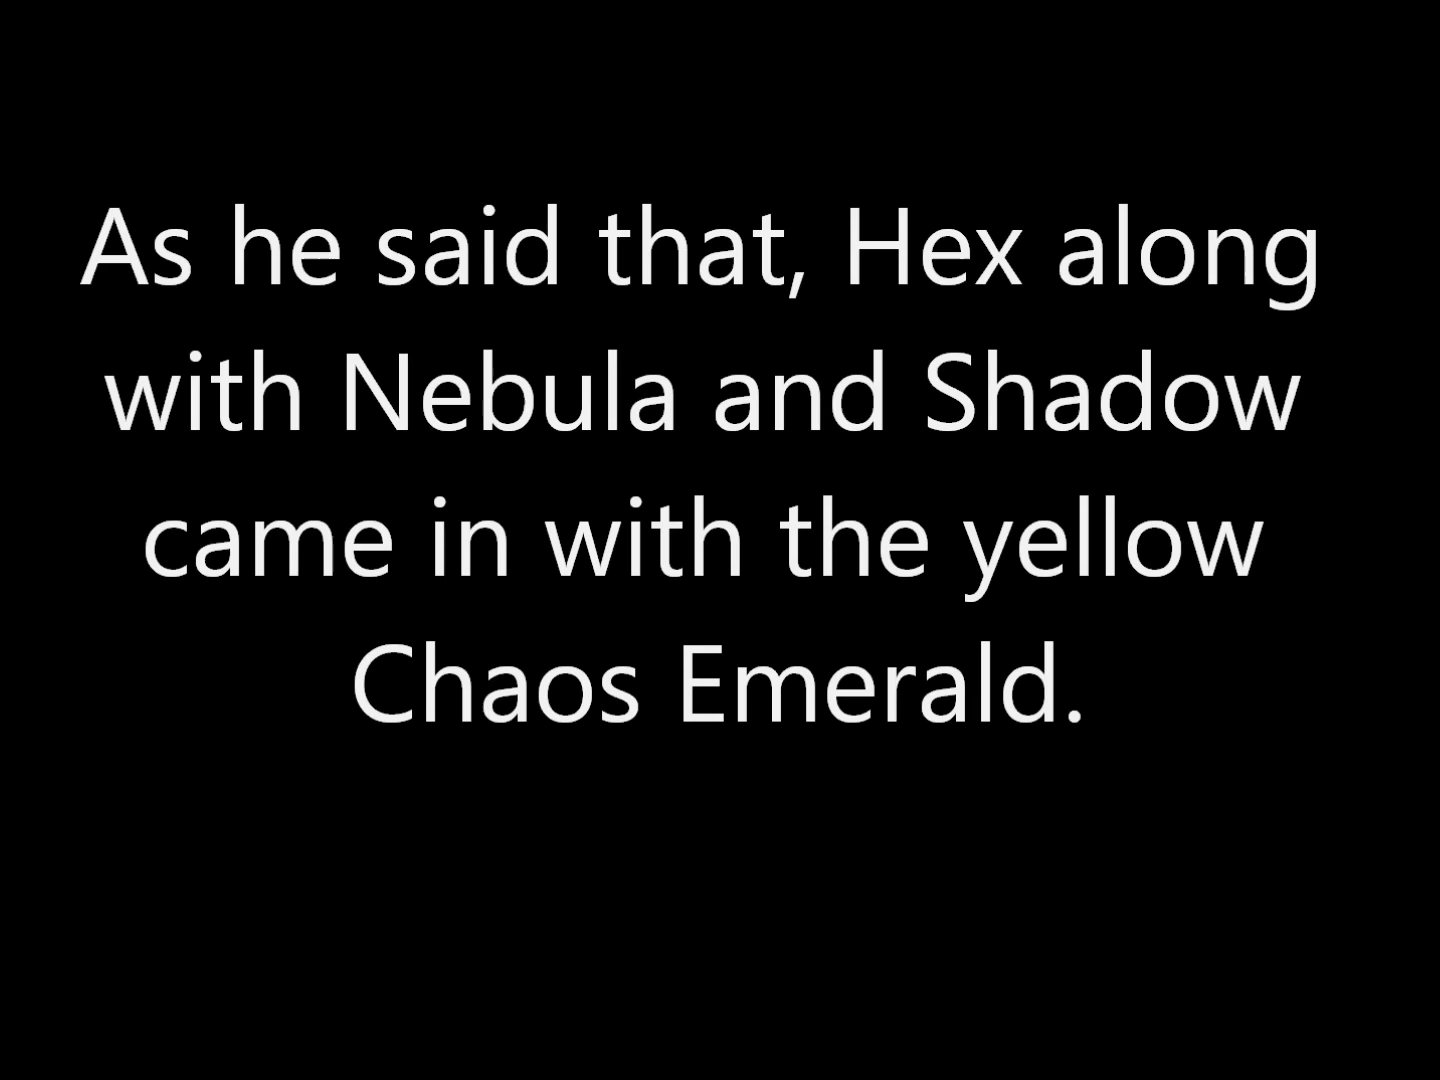 As he said that, Hex along
with Nebula and Shadow
came in with the yellow
Chaos Emerald.